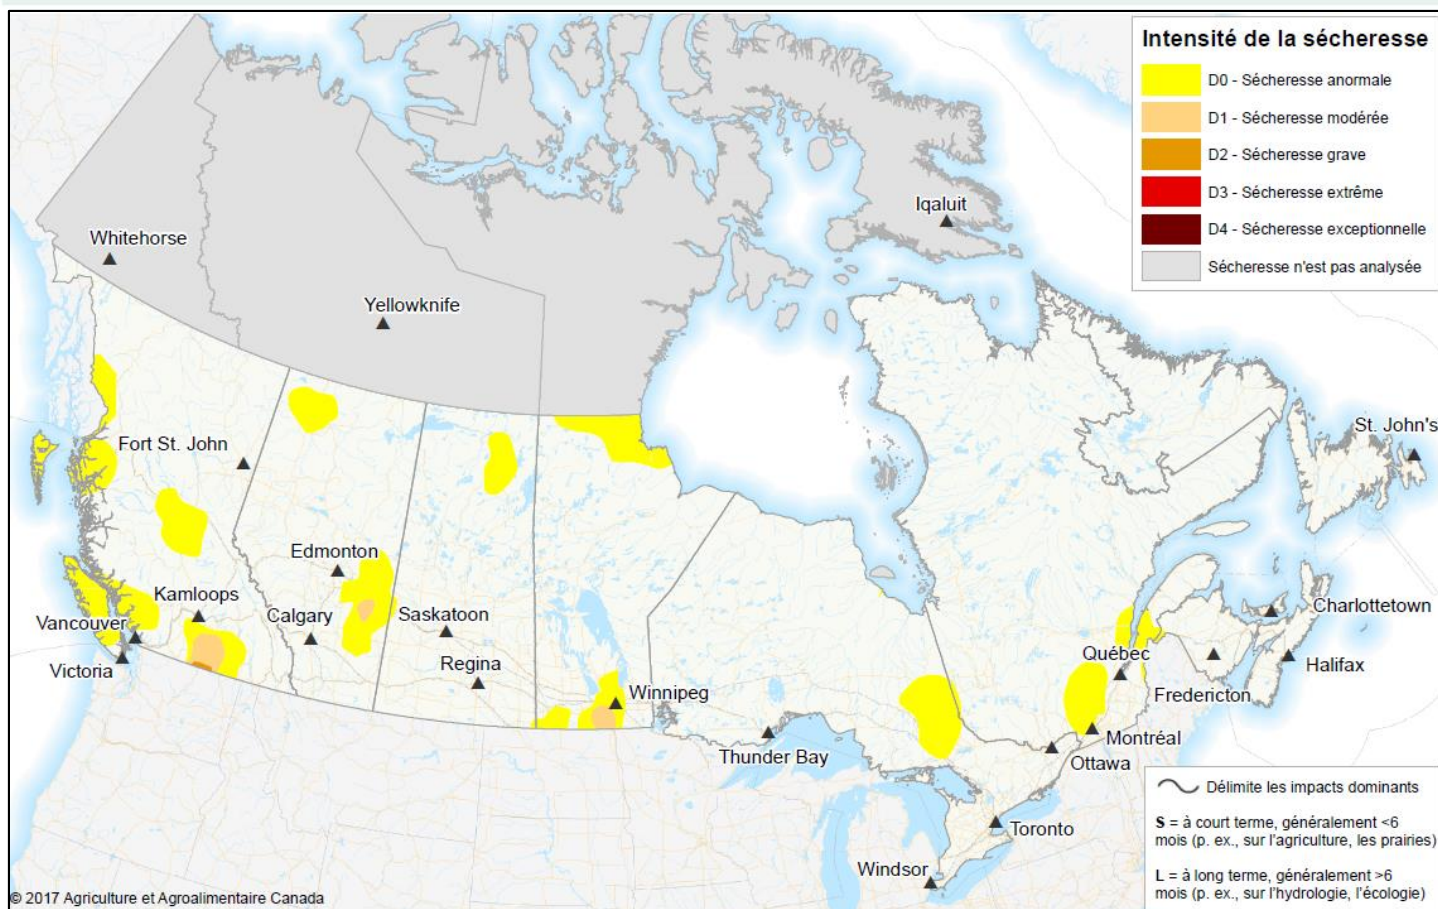 Intensité de la sécheresse
D0 - Sécheresse anormale
D1 - Sécheresse modérée
D2 - Sécheresse grave
D3 - Sécheresse extrême
D4 - Sécheresse exceptionnelle
Sécheresse n'est pas analysée
Iqaluit
Whitehorse
Yellowknife
Fort St. John
St. John's
Edmonton
Kamloops
Calgary
Saskatoon
Charlottetown
Vancouver
Québec
Victoria
Regina
Halifax
Winnipeg
Fredericton
Montréal
Thunder Bay
Ottawa
Toronto
Windsor
Délimite les impacts dominants
S = à court terme, généralement <6
mois (p. ex., sur l'agriculture, les prairies)
L = à long terme, généralement >6
mois (p. ex., sur l'hydrologie, l'écologie)
© 2017 Agriculture et Agroalimentaire Canada